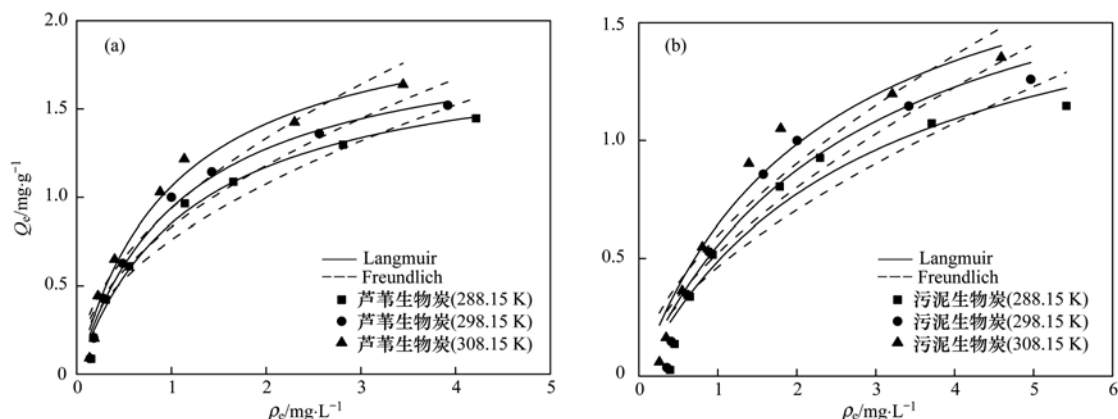 (a)
2.0
1.5
1.0
0.5
0
Qe/mg·g⁻¹
Langmuir
Freundlich
芦苇生物炭(288.15 K)
芦苇生物炭(298.15 K)
芦苇生物炭(308.15 K)
0 1 2 3 4 5
ρe/mg·L⁻¹
(b)
1.5
1.0
0.5
0
Langmuir
Freundlich
污泥生物炭(288.15 K)
污泥生物炭(298.15 K)
污泥生物炭(308.15 K)
1 2 3 4 5 6
ρe/mg·L⁻¹